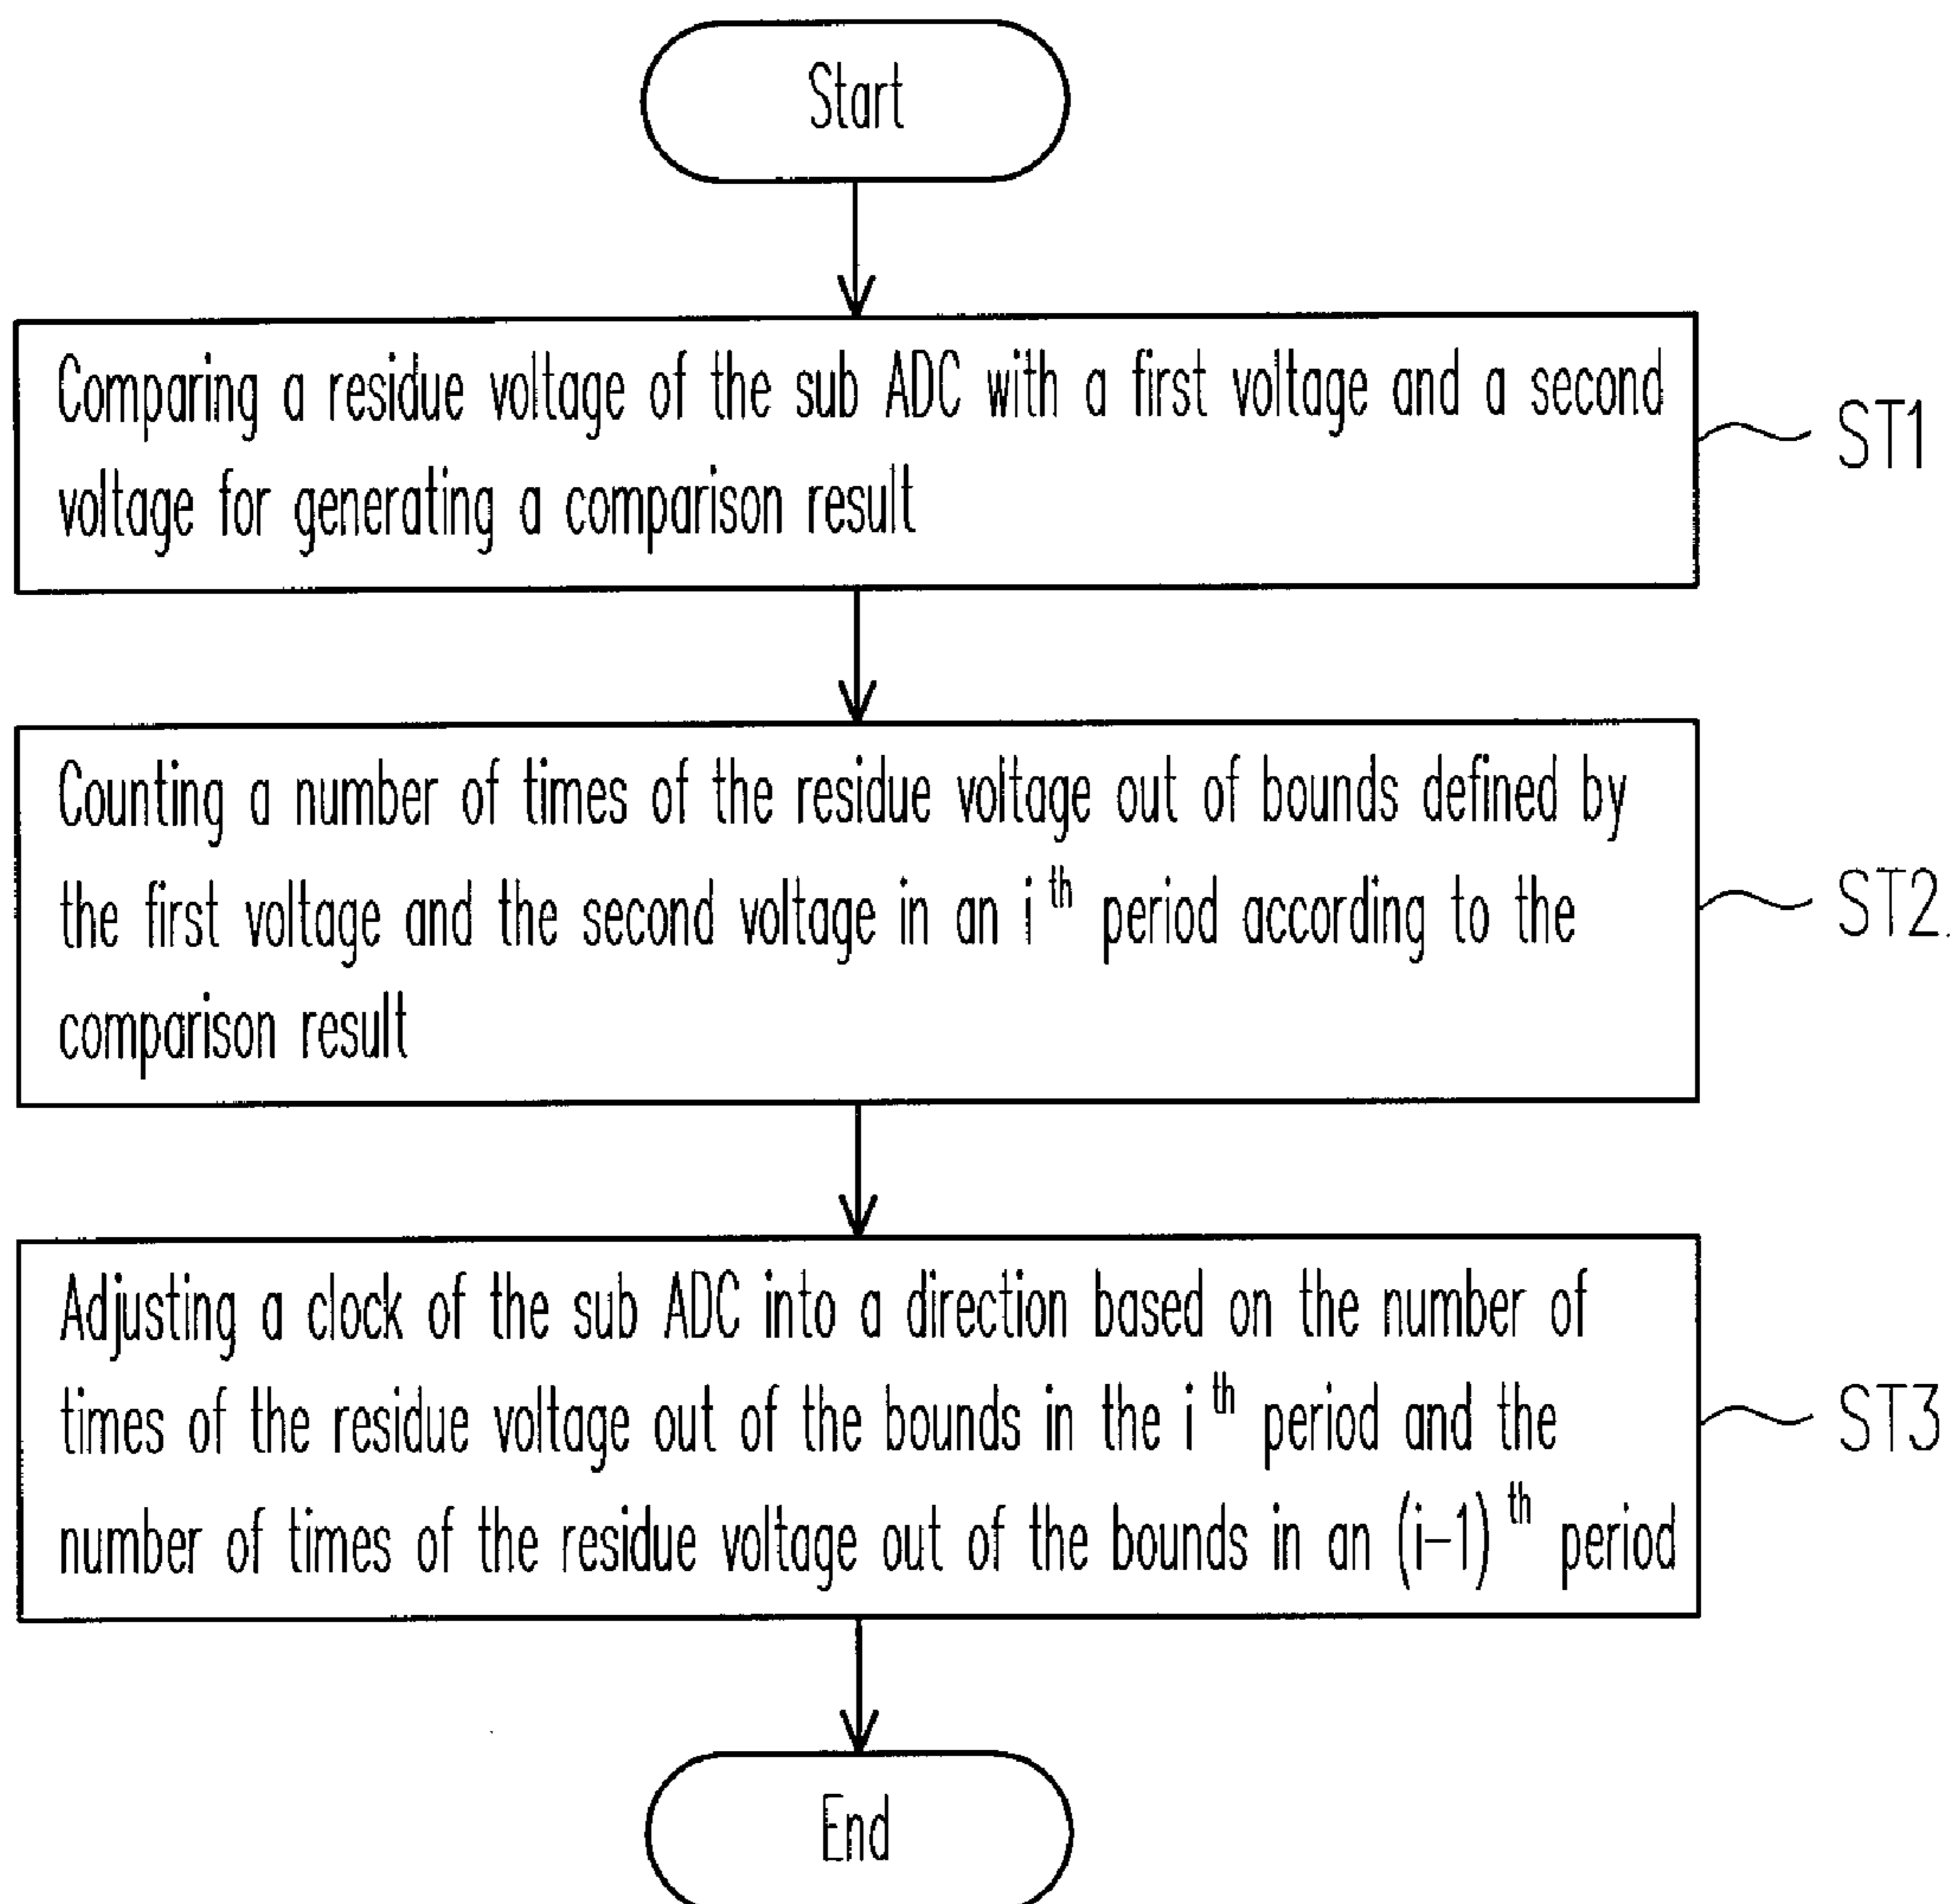 Start
Comparing a residue voltage of the sub ADC with a first voltage and a second
voltage for generating a comparison result
ST1
Counting a number of times of the residue voltage out of bounds defined by
the first voltage and the second voltage in an i th period according to the
comparison result
ST2
Adjusting a clock of the sub ADC into a direction based on the number of
times of the residue voltage out of the bounds in the i th period and the
number of times of the residue voltage out of the bounds in an (i-1) th period
ST3
End